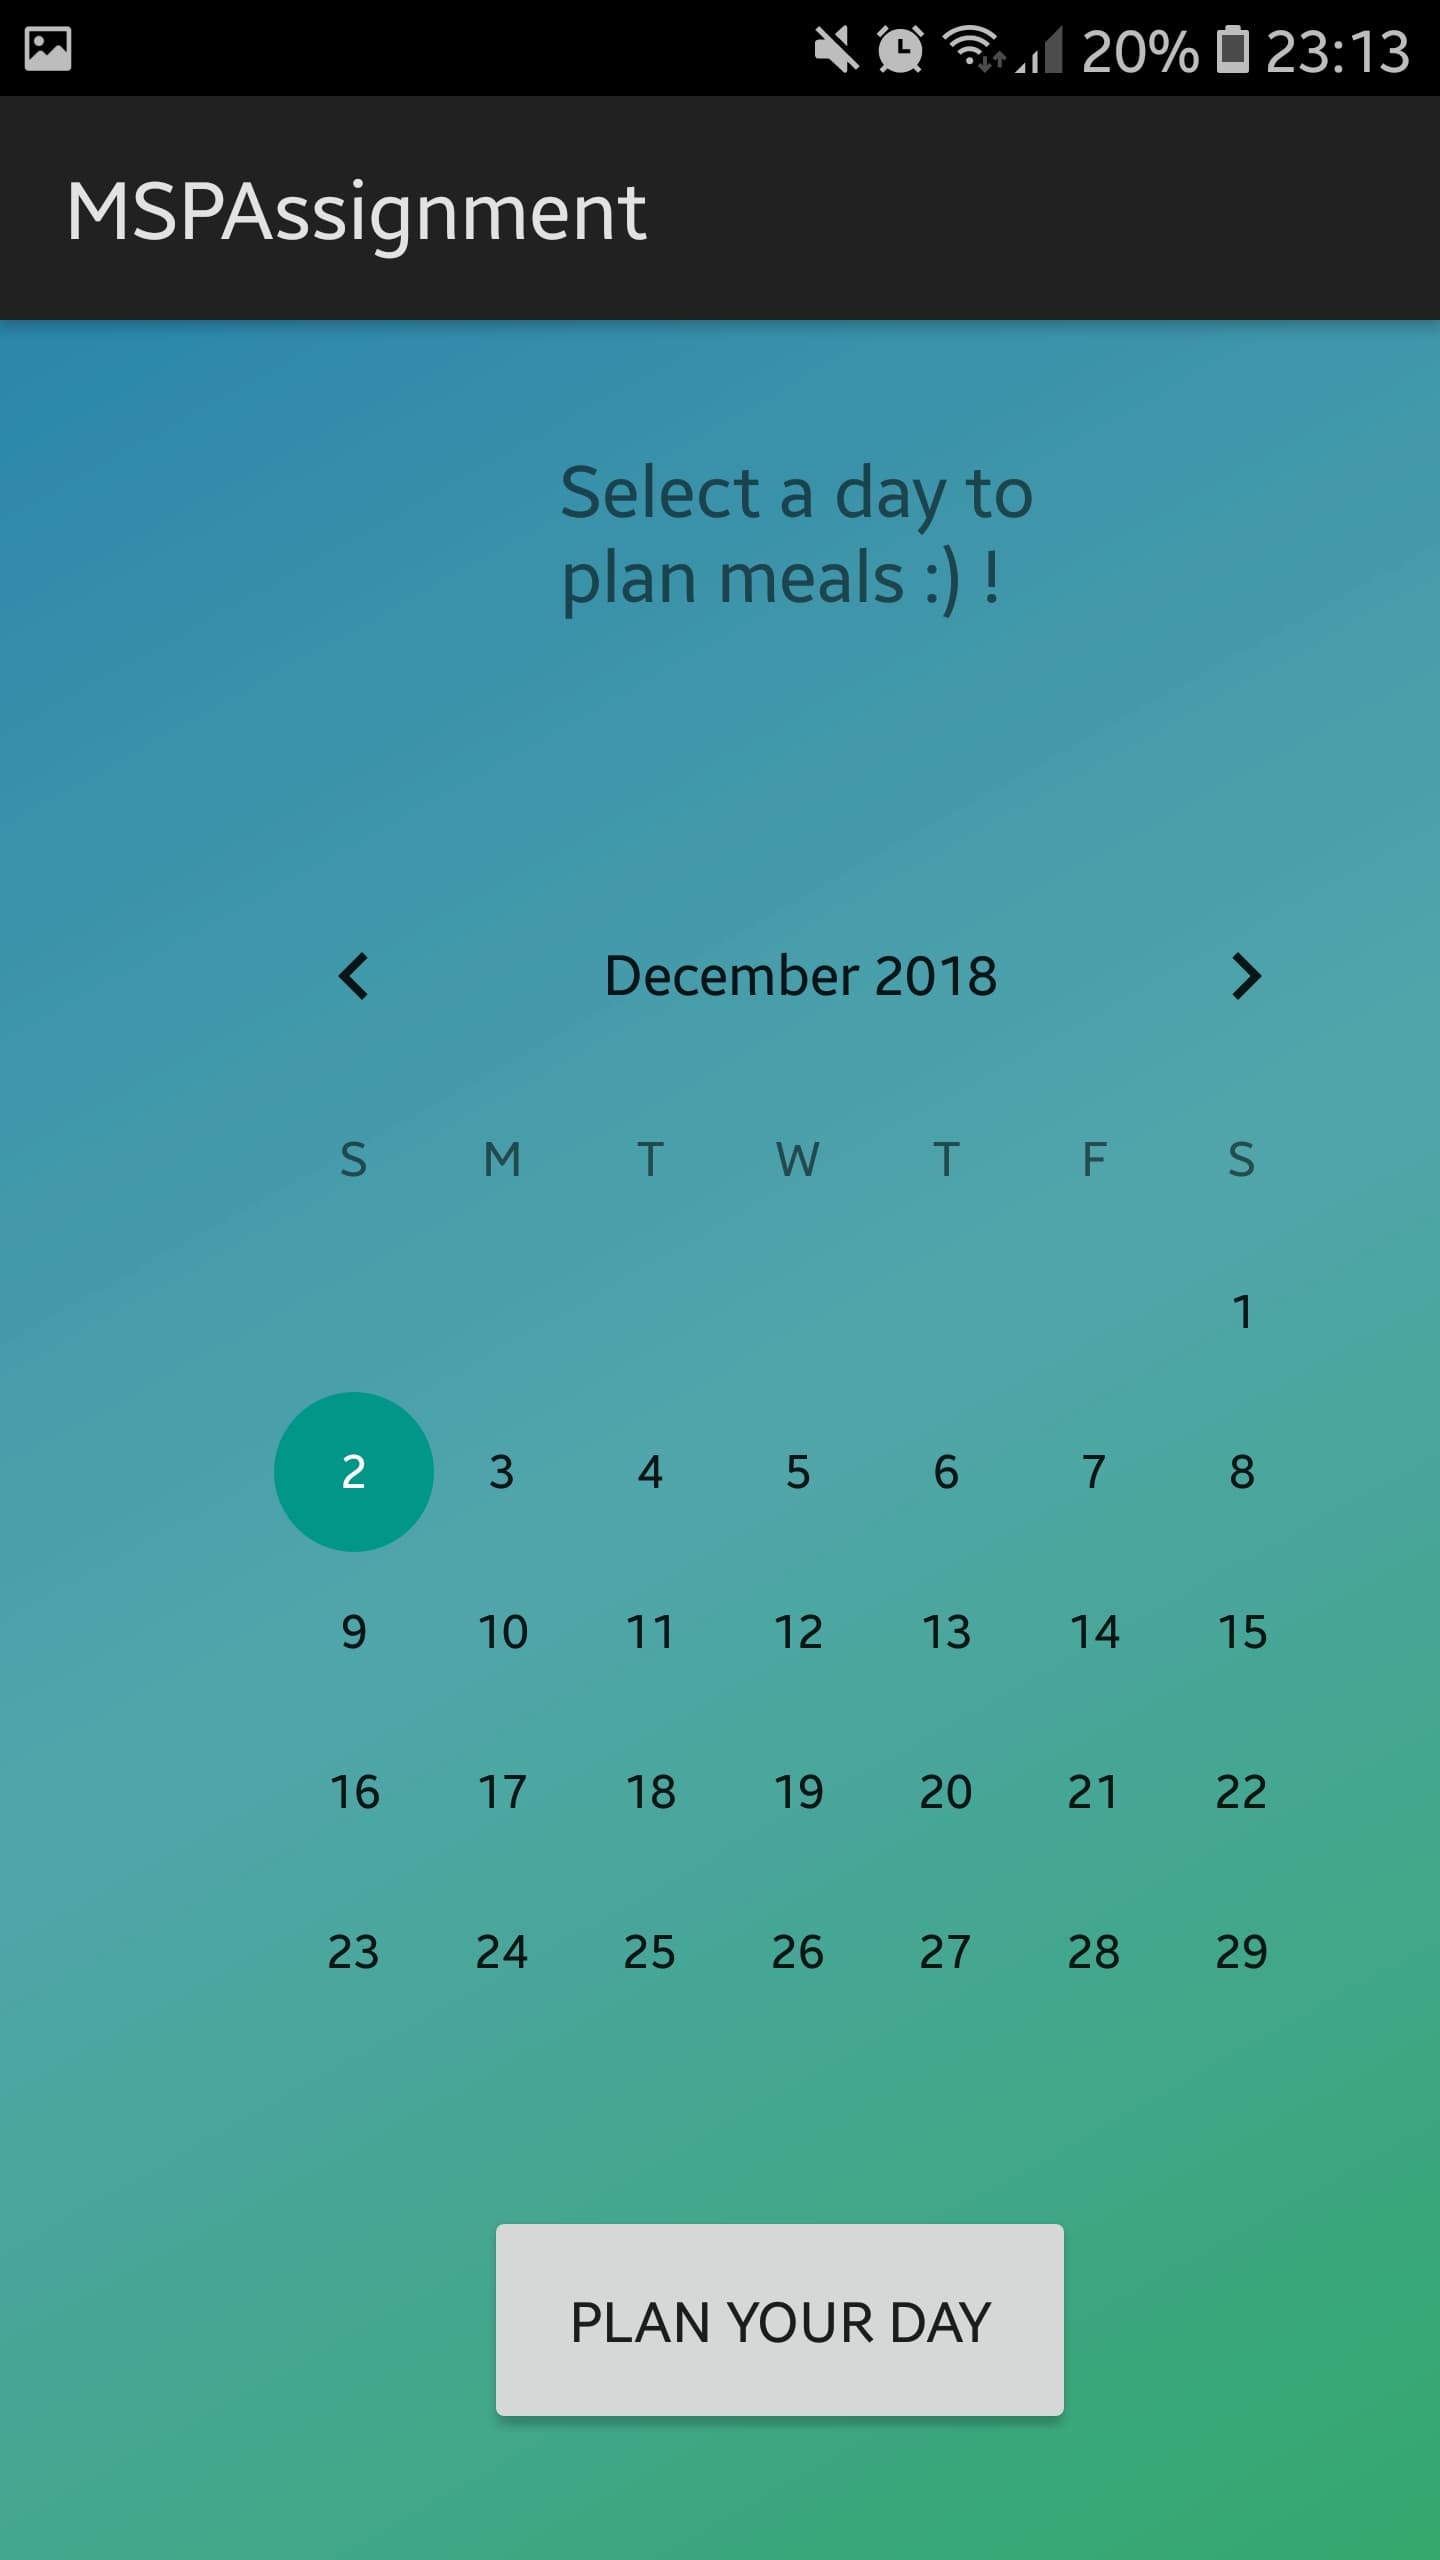 20% 23:13
MSPAssignment
Select a day to
plan meals :) !
December 2018
S M T W T F S
1
2 3 4 5 6 7 8
9 10 11 12 13 14 15
16 17 18 19 20 21 22
23 24 25 26 27 28 29
PLAN YOUR DAY